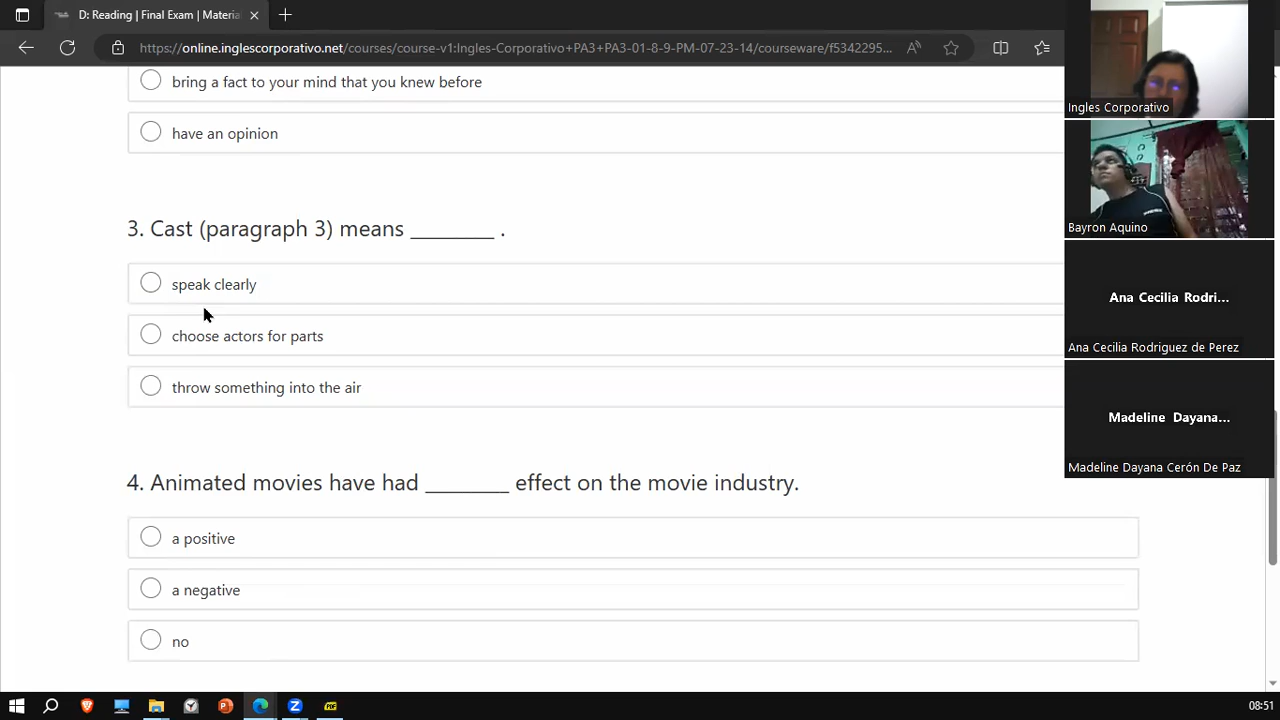 D: Reading | Final Exam | Materia
https://online.inglescorporativo.net/courses/course-v1:Ingles-Corporativo+PA3+PA3-01-8-9-PM-07-23-14/courseware/f5342295...
bring a fact to your mind that you knew before
have an opinion
3. Cast (paragraph 3) means ________ .
speak clearly
choose actors for parts
throw something into the air
4. Animated movies have had ________ effect on the movie industry.
a positive
a negative
no
Ingles Corporativo
Bayron Aquino
Ana Cecilia Rodri...
Ana Cecilia Rodriguez de Perez
Madeline Dayana...
Madeline Dayana Cerón De Paz
08:51